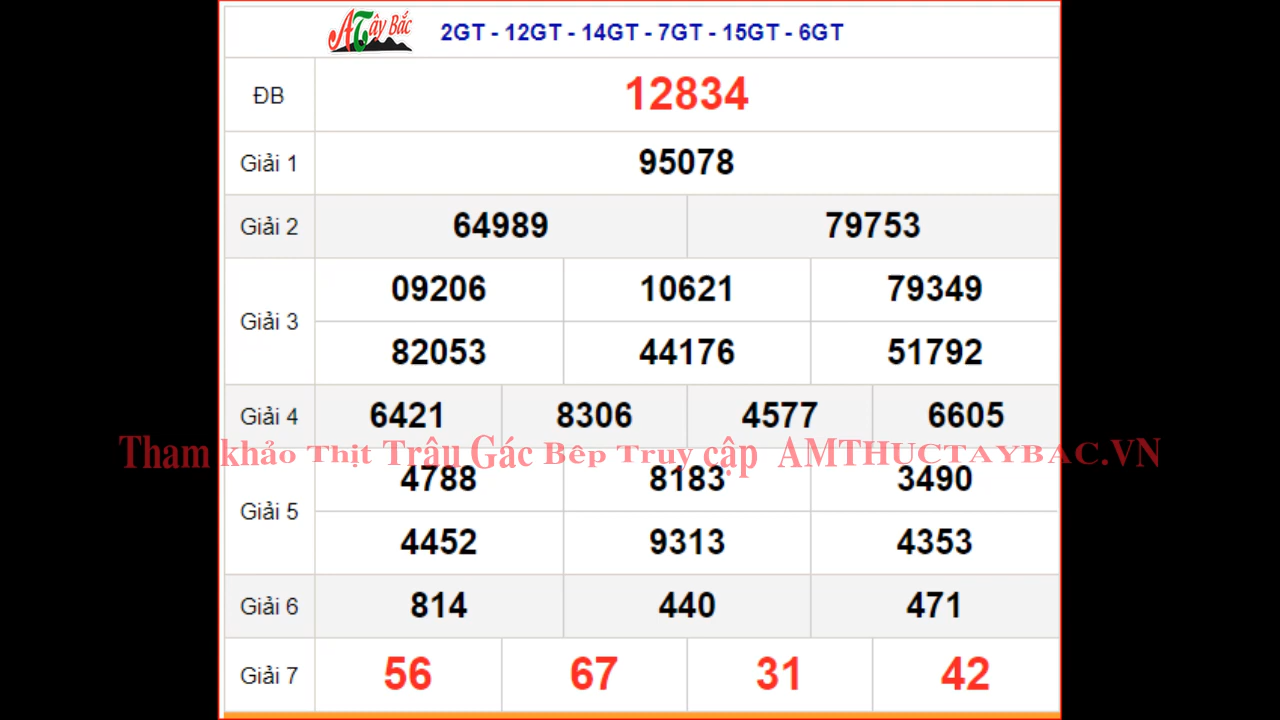 ATây Bắc 2GT - 12GT - 14GT - 7GT - 15GT - 6GT
ĐB 12834
Giải 1 95078
Giải 2 64989 79753
Giải 3 09206 10621 79349
82053 44176 51792
Giải 4 6421 8306 4577 6605
Tham khảo Thịt Trâu Gác Bếp Truy cập AMTHUCTAYBAC.VN
Giải 5 4788 8183 3490
4452 9313 4353
Giải 6 814 440 471
Giải 7 56 67 31 42